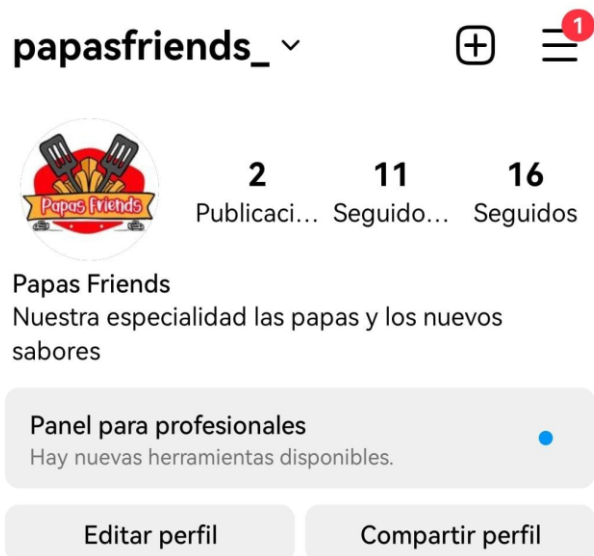 papasfriends_
1
Papas Friends
2 11 16
Publicaci... Seguido... Seguidos
Papas Friends
Nuestra especialidad las papas y los nuevos
sabores
Panel para profesionales
Hay nuevas herramientas disponibles.
Editar perfil Compartir perfil